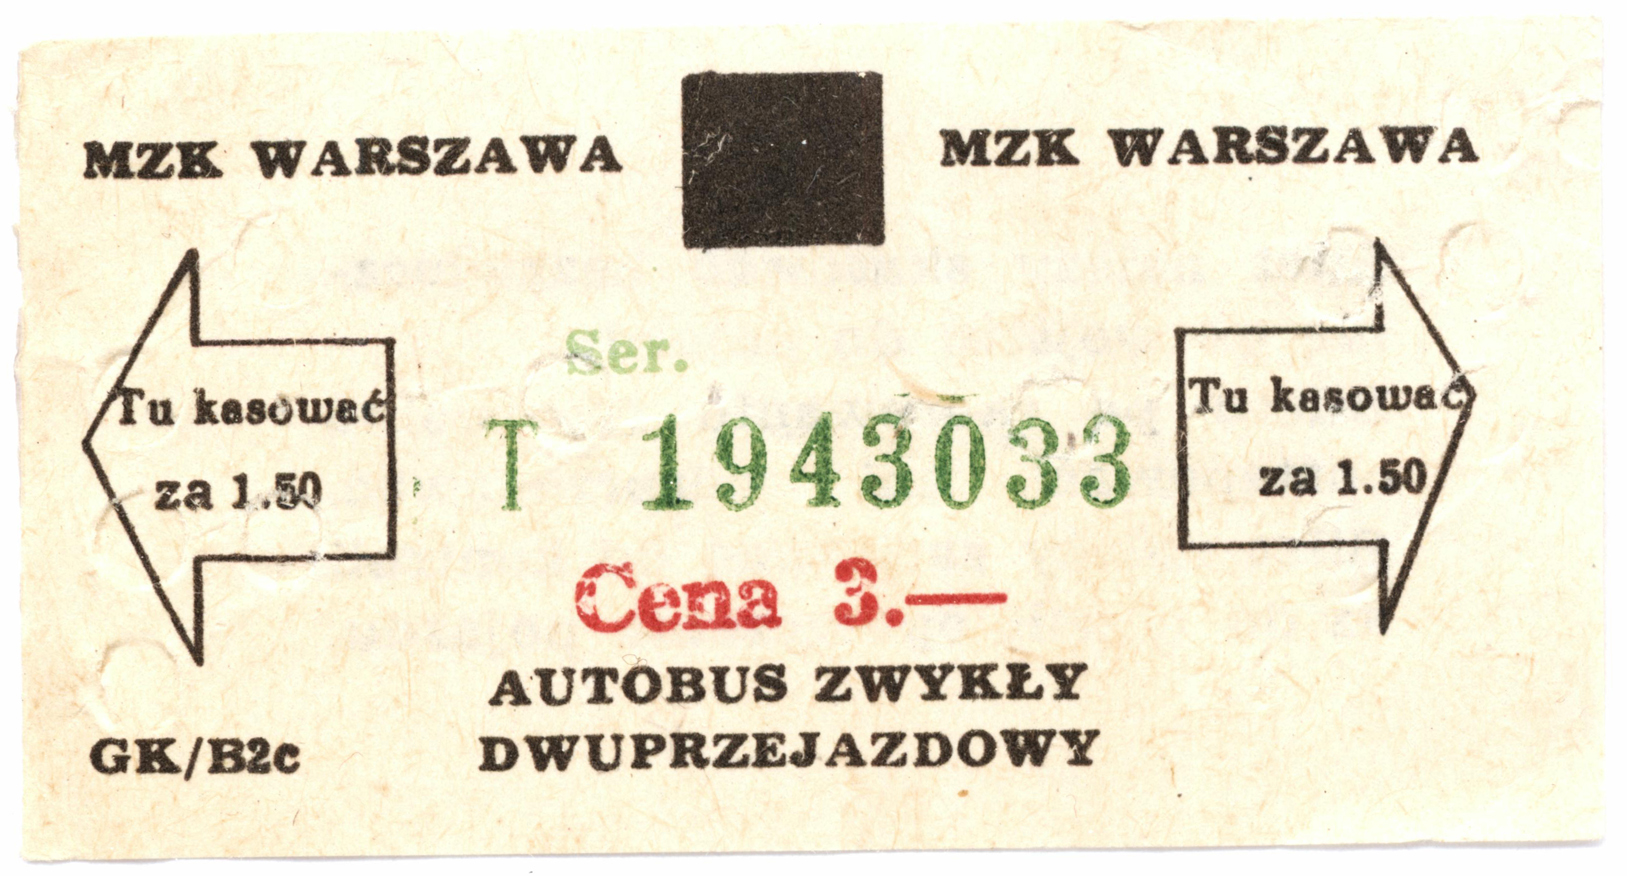 MZK WARSZAWA
MZK WARSZAWA
Ser.
Tu kasować
za 1.50
T 1943033
Tu kasować
za 1.50
Cena 3.—
AUTOBUS ZWYKŁY
DWUPRZEJAZDOWY
GK/B2c